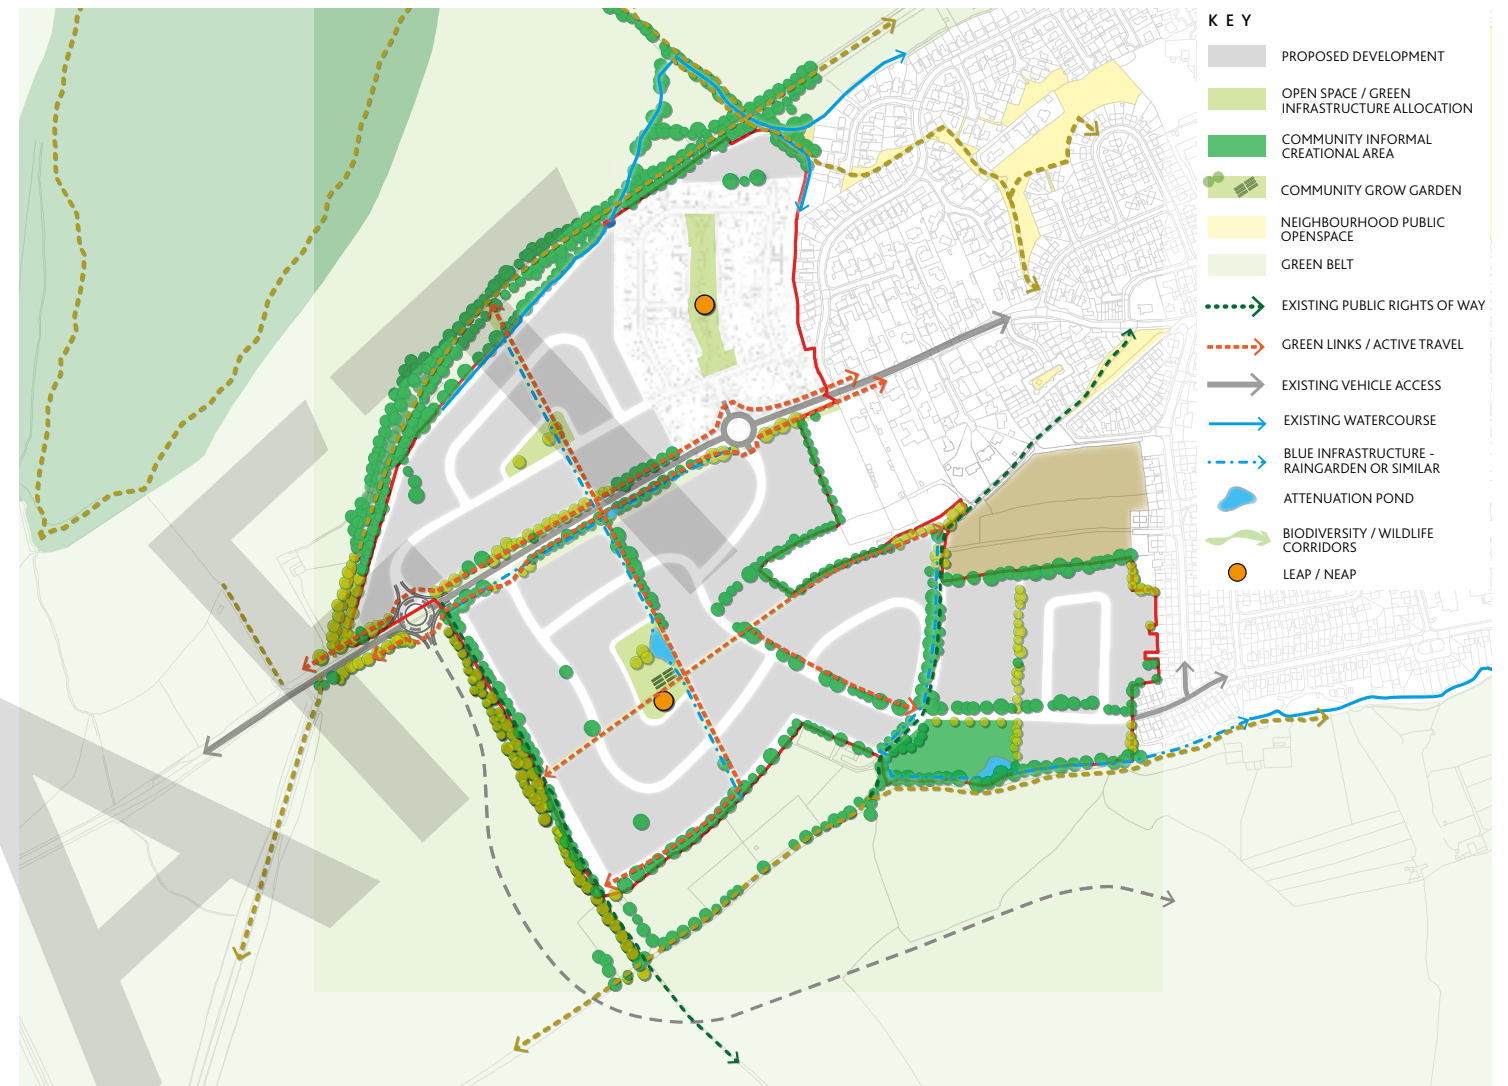 KEY
PROPOSED DEVELOPMENT
OPEN SPACE / GREEN
INFRASTRUCTURE ALLOCATION
COMMUNITY INFORMAL
CREATIONAL AREA
COMMUNITY GROW GARDEN
NEIGHBOURHOOD PUBLIC
OPENSPACE
GREEN BELT
EXISTING PUBLIC RIGHTS OF WAY
GREEN LINKS / ACTIVE TRAVEL
EXISTING VEHICLE ACCESS
EXISTING WATERCOURSE
BLUE INFRASTRUCTURE -
RAINGARDEN OR SIMILAR
ATTENUATION POND
BIODIVERSITY / WILDLIFE
CORRIDORS
LEAP / NEAP
AFT